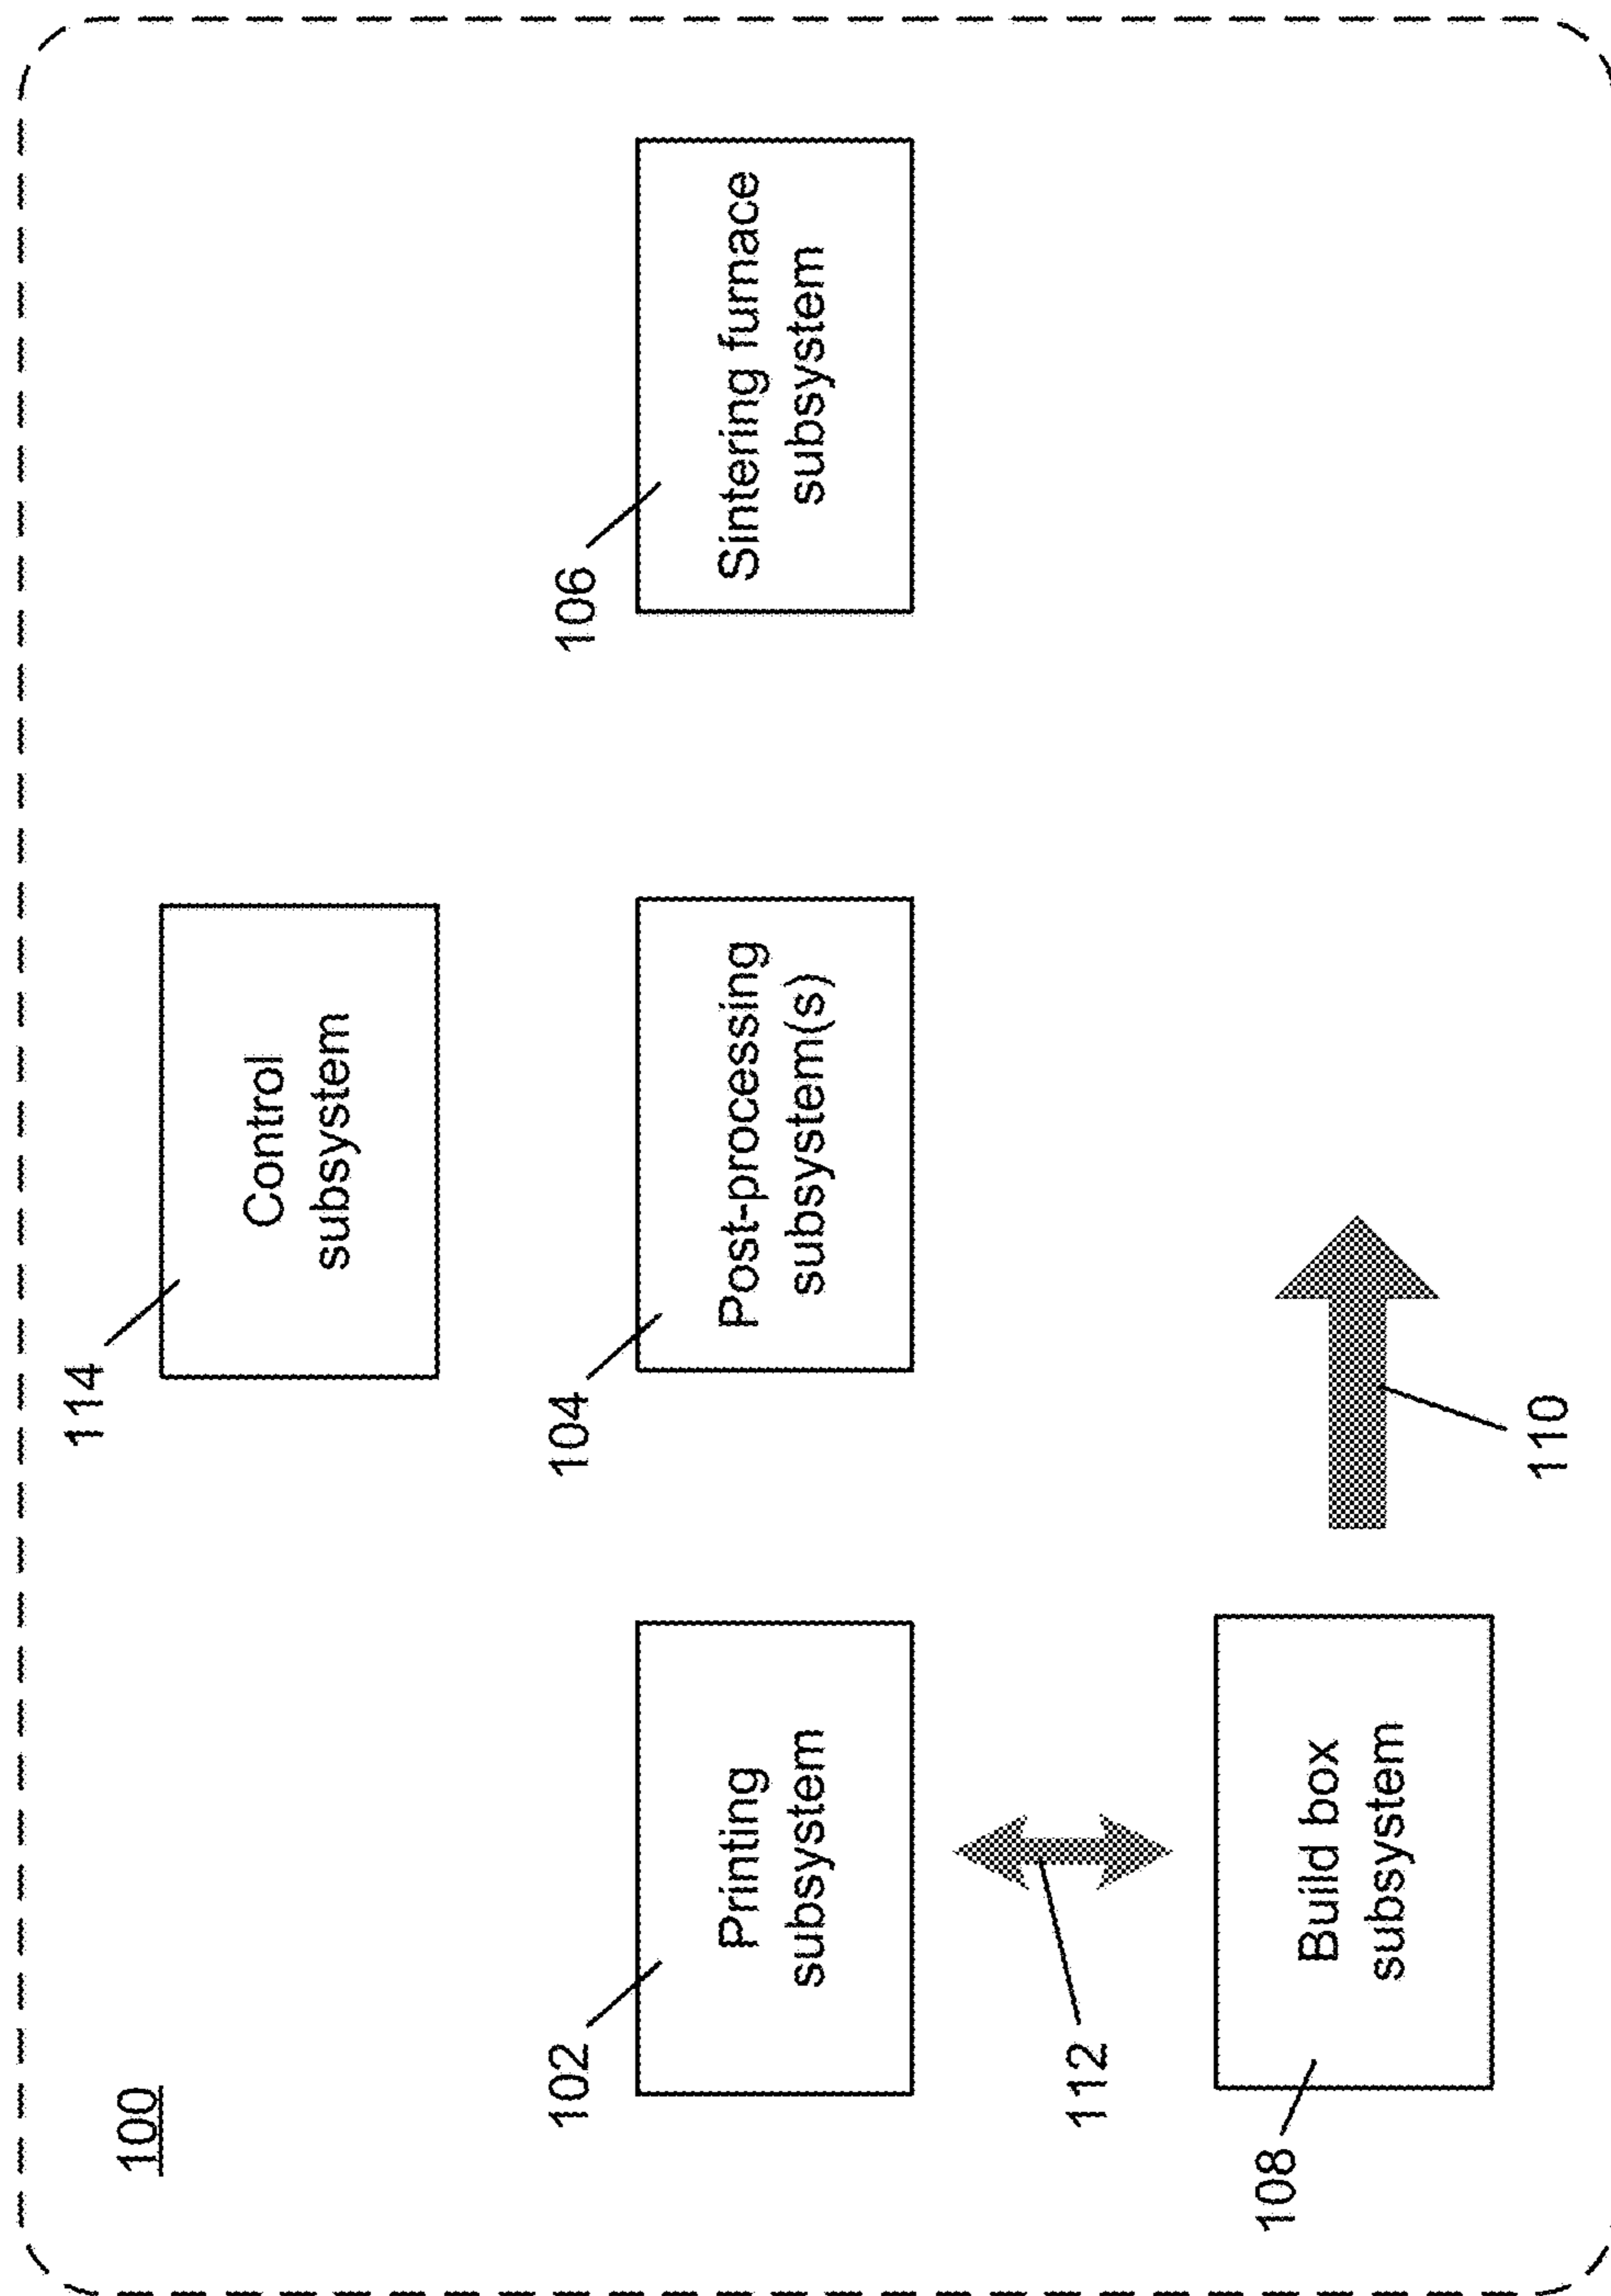 100
114
Control
subsystem
102
Printing
subsystem
104
Post-processing
subsystem(s)
106
Sintering furnace
subsystem
112
108
Build box
subsystem
110